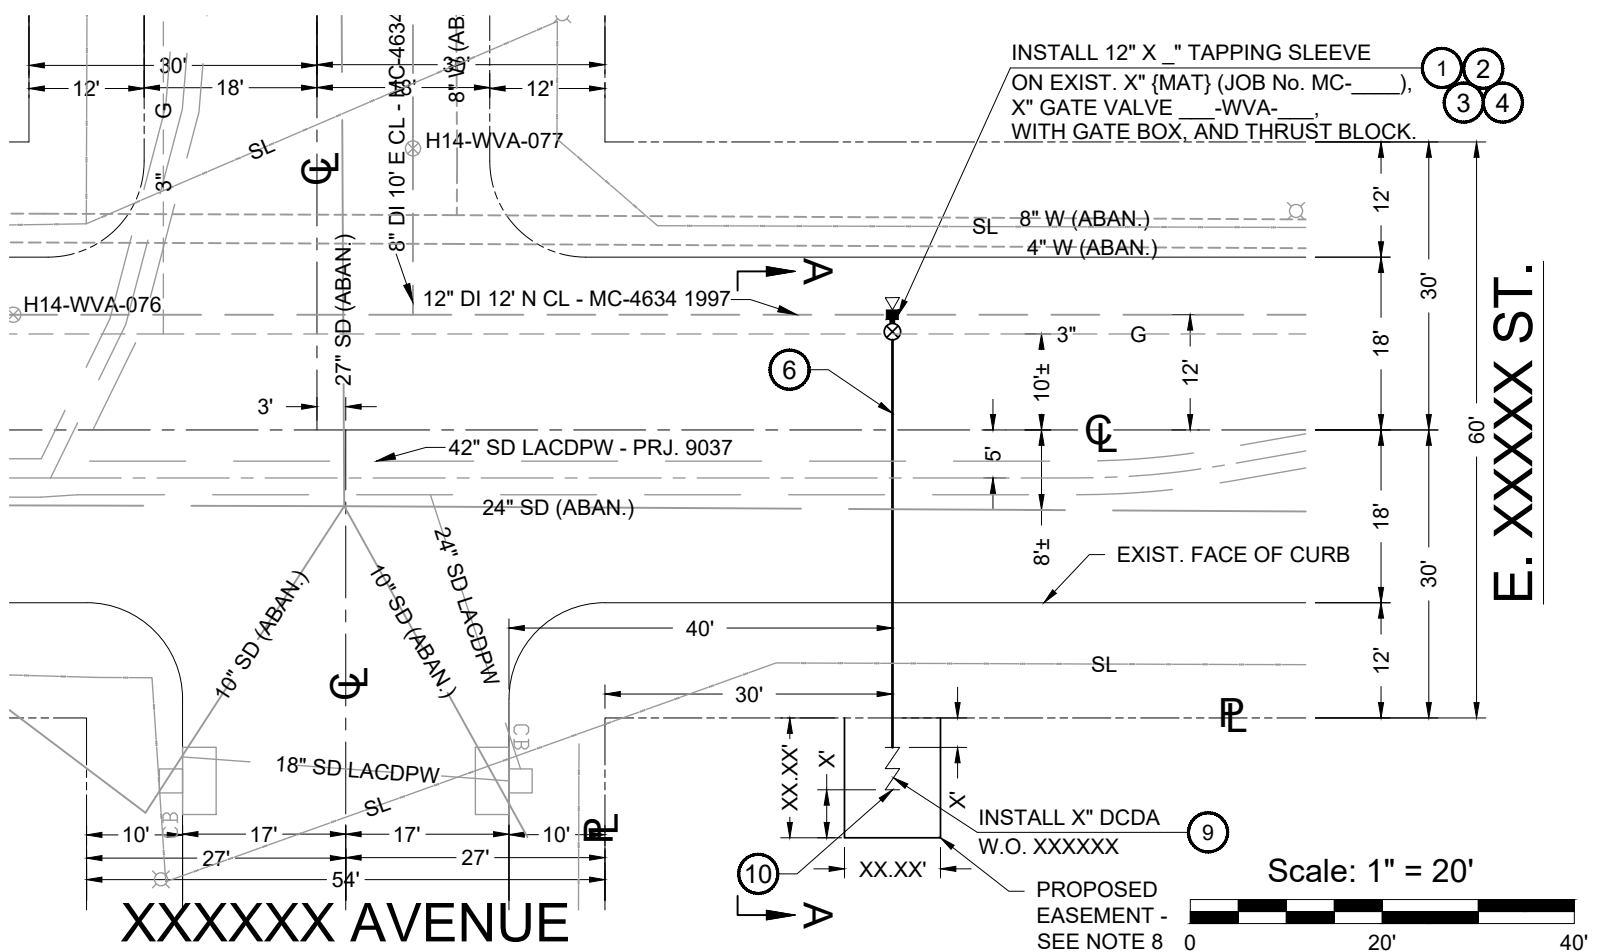 INSTALL 12" X _" TAPPING SLEEVE
ON EXIST. X" {MAT} (JOB No. MC-____),
X" GATE VALVE ___-WVA-___,
WITH GATE BOX, AND THRUST BLOCK.
1
2
3
4
30'
12'
18'
12'
8" DI 10' E CL - MC-4634
8" W (AB
3" G
SL
CL
H14-WVA-077
H14-WVA-076
27" SD (ABAN.)
SL
8" W (ABAN.)
4" W (ABAN.)
A
12" DI 12' N CL - MC-4634 1997
3" G
6
10'±
12'
12'
30'
18'
60'
E. XXXXX ST.
3'
CL
42" SD LACDPW - PRJ. 9037
5'
24" SD (ABAN.)
8'±
18'
30'
12'
EXIST. FACE OF CURB
10" SD (ABAN.)
10" SD (ABAN.)
24" SD LACDPW
40'
SL
CL
30'
PL
CB
18" SD LACDPW
SL
CB
XX.XX'
X'
X'
INSTALL X" DCDA
W.O. XXXXXX
9
10
XX.XX'
10'
17'
17'
10'
PL
27'
27'
54'
XXXXXX AVENUE
A
PROPOSED
EASEMENT -
SEE NOTE 8
Scale: 1" = 20'
0
20'
40'